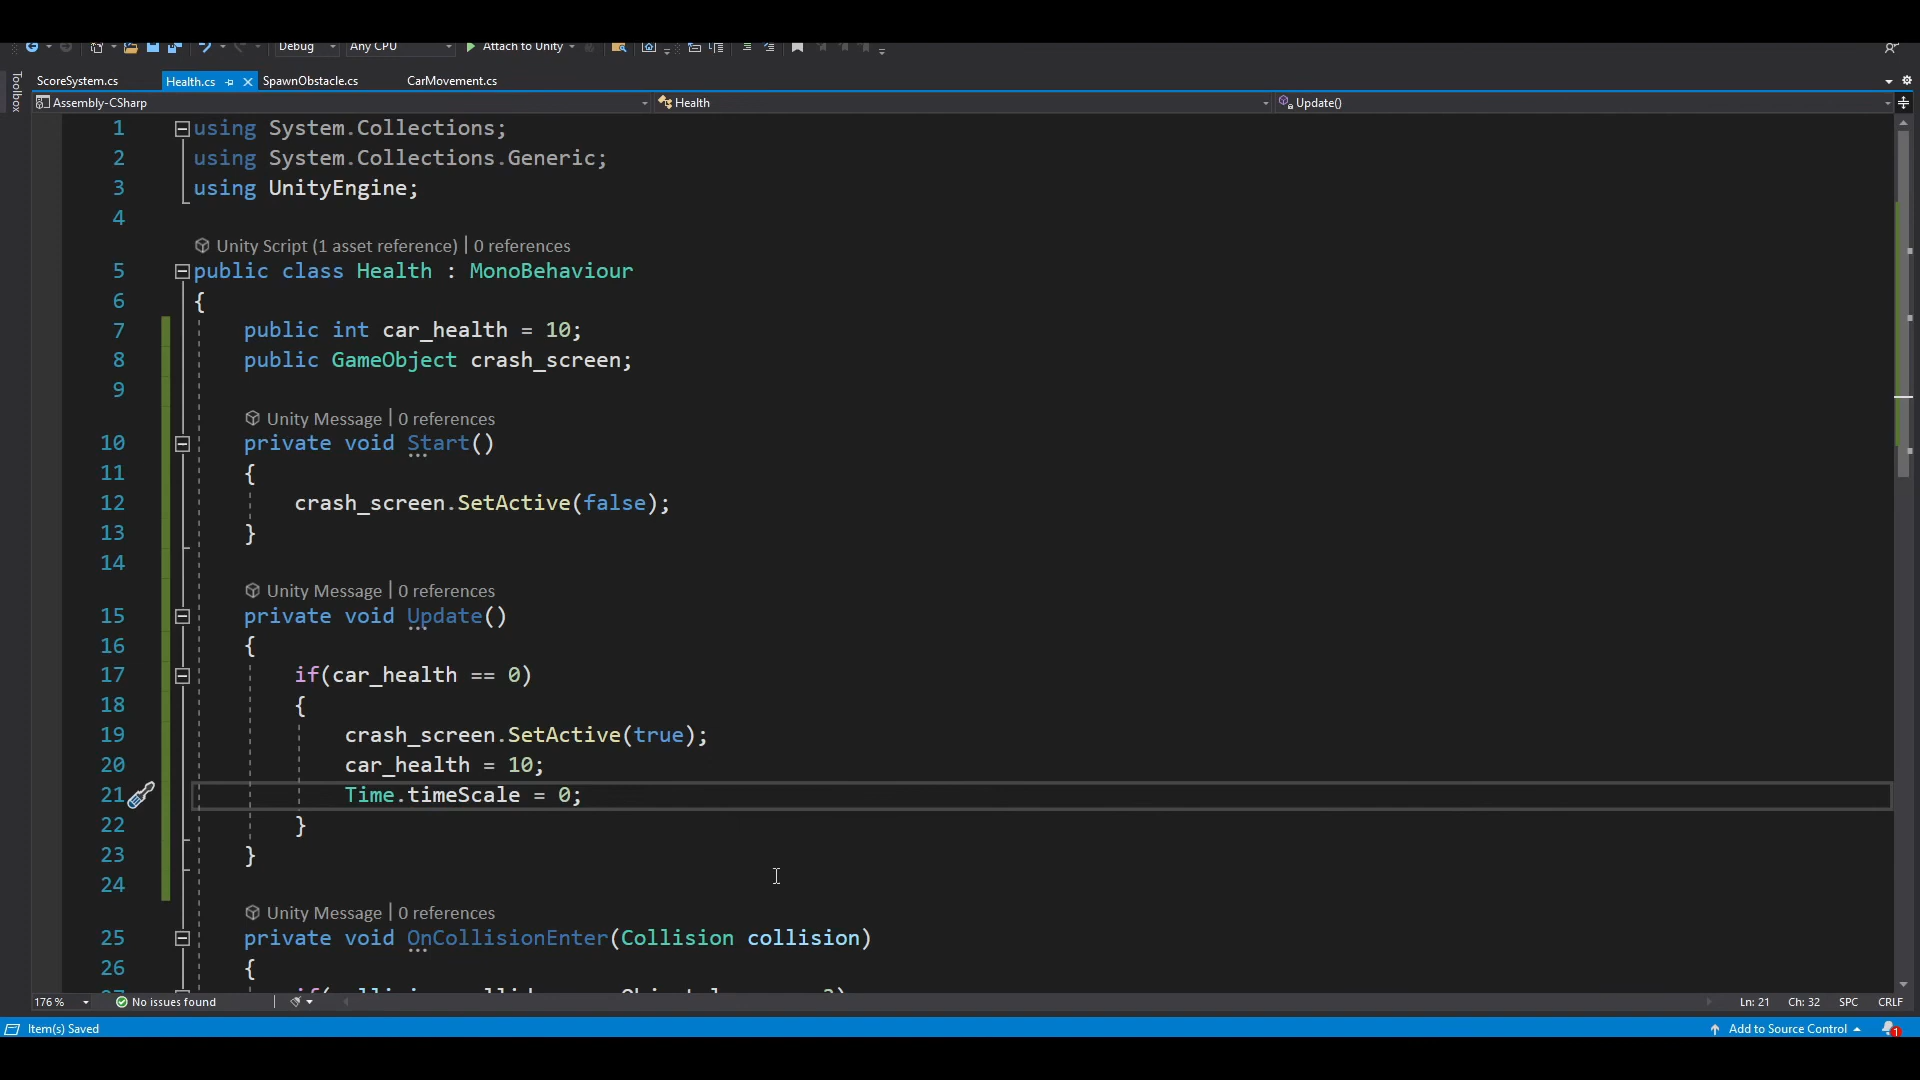 Debug Any CPU Attach to Unity
Toolbox
ScoreSystem.cs Health.cs SpawnObstacle.cs CarMovement.cs
Assembly-CSharp Health Update()
1 using System.Collections;
2 using System.Collections.Generic;
3 using UnityEngine;
4
Unity Script (1 asset reference) | 0 references
5 public class Health : MonoBehaviour
6 {
7 public int car_health = 10;
8 public GameObject crash_screen;
9
Unity Message | 0 references
10 private void Start()
11 {
12 crash_screen.SetActive(false);
13 }
14
Unity Message | 0 references
15 private void Update()
16 {
17 if(car_health == 0)
18 {
19 crash_screen.SetActive(true);
20 car_health = 10;
21 Time.timeScale = 0;
22 }
23 }
24
Unity Message | 0 references
25 private void OnCollisionEnter(Collision collision)
26 {
176 % No issues found Ln: 21 Ch: 32 SPC CRLF
Item(s) Saved Add to Source Control 1